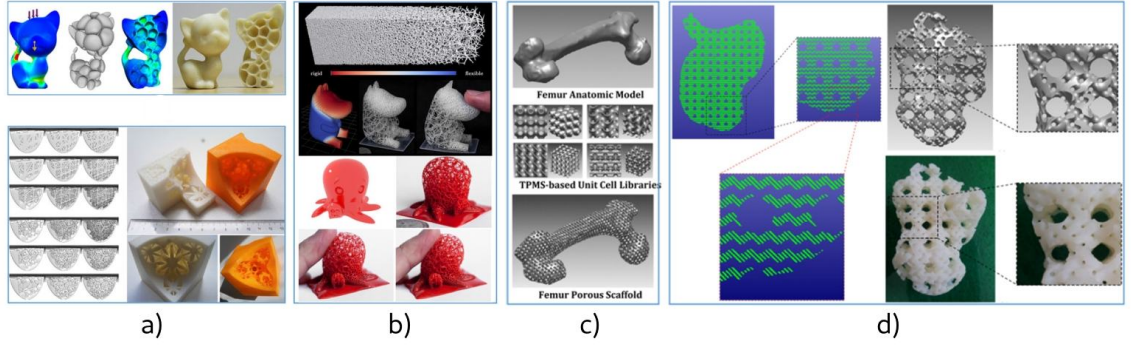 rigid
flexible
Femur Anatomic Model
TPMS-based Unit Cell Libraries
Femur Porous Scaffold
a)
b)
c)
d)